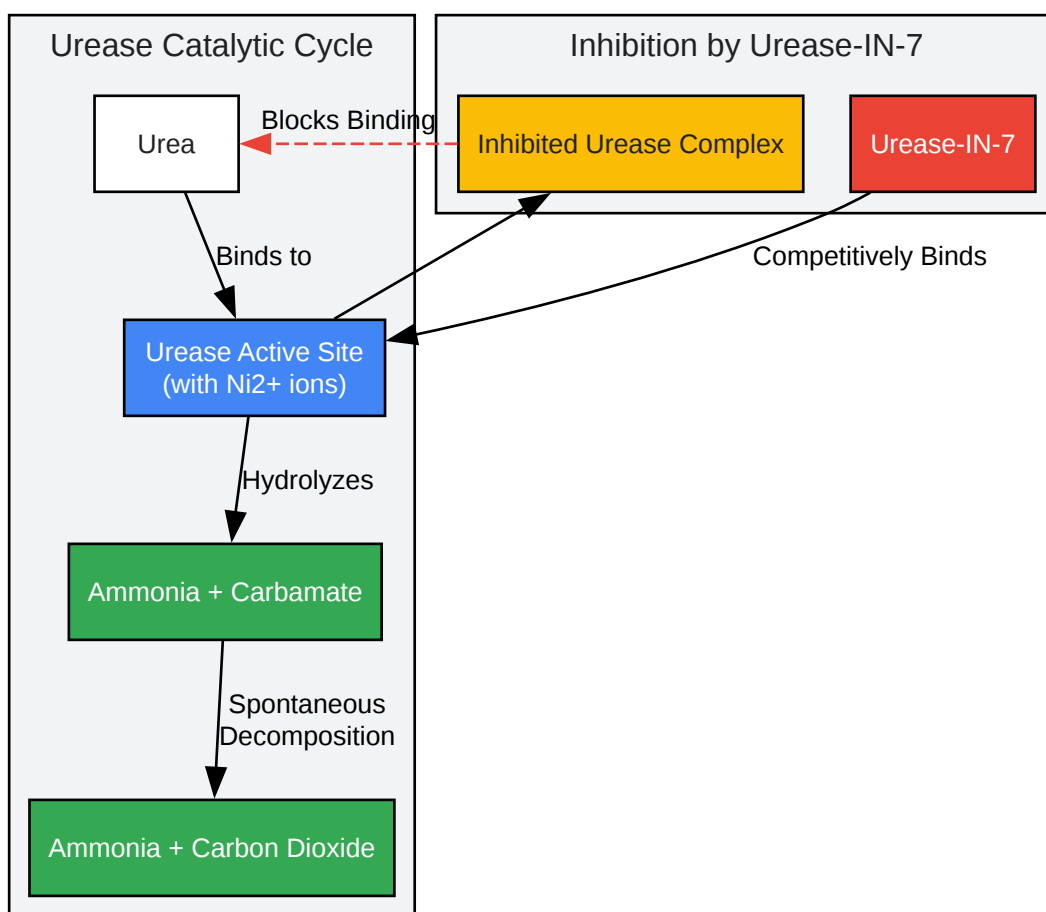 Urease Catalytic Cycle
Inhibition by Urease-IN-7
Urea
Blocks Binding
Inhibited Urease Complex
Urease-IN-7
Binds to
Competitively Binds
Urease Active Site
(with Ni2+ ions)
Hydrolyzes
Ammonia + Carbamate
Spontaneous
Decomposition
Ammonia + Carbon Dioxide